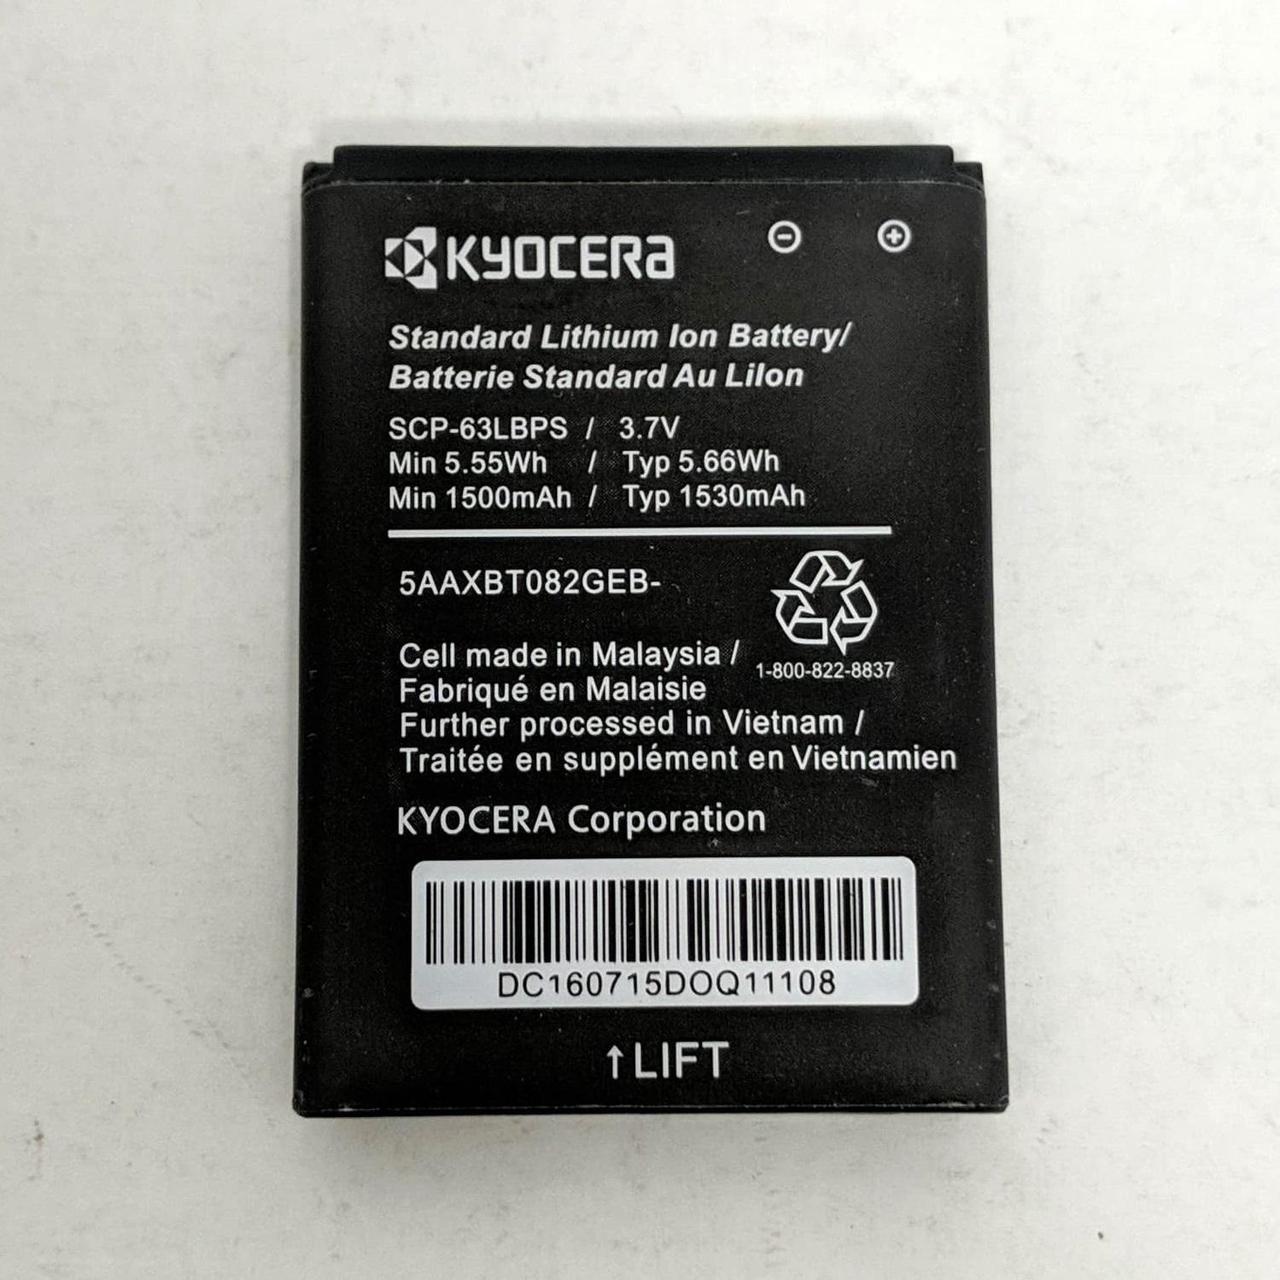 KYOCERA
Standard Lithium Ion Battery/
Batterie Standard Au LiIon
SCP-63LBPS / 3.7V
Min 5.55Wh / Typ 5.66Wh
Min 1500mAh / Typ 1530mAh
5AAXBT082GEB-
1-800-822-8837
Cell made in Malaysia /
Fabriqué en Malaisie
Further processed in Vietnam /
Traitée en supplément en Vietnamien
KYOCERA Corporation
DC160715DOQ11108
↑LIFT